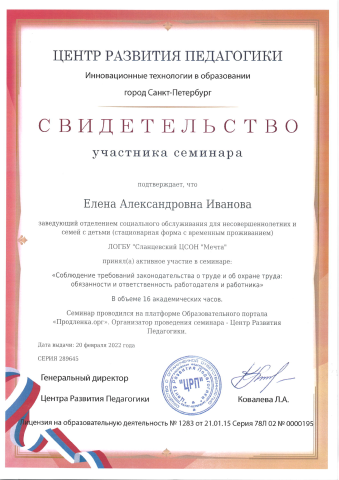 ЦЕНТР РАЗВИТИЯ ПЕДАГОГИКИ
Инновационные технологии в образовании
город Санкт-Петербург
СВИДЕТЕЛЬСТВО
участника семинара
подтверждает, что
Елена Александровна Иванова
заведующий отделением социального обслуживания для несовершеннолетних и
семей с детьми (стационарная форма с временным проживанием)
ЛОГБУ "Сланцевский ЦСОН "Мечта"
принял(а) активное участие в семинаре:
«Соблюдение требований законодательства о труде и об охране труда:
обязанности и ответственность работодателя и работника»
В объеме 16 академических часов.
Семинар проводился на платформе Образовательного портала
«Продленка.орг». Организатор проведения семинара - Центр Развития
Педагогики.
Дата выдачи: 20 февраля 2022 года
СЕРИЯ 289645
Генеральный директор
Центра Развития Педагогики
"ЦРП"
Ковалева Л.А.
Лицензия на образовательную деятельность № 1283 от 21.01.15 Серия 78Л 02 № 0000195